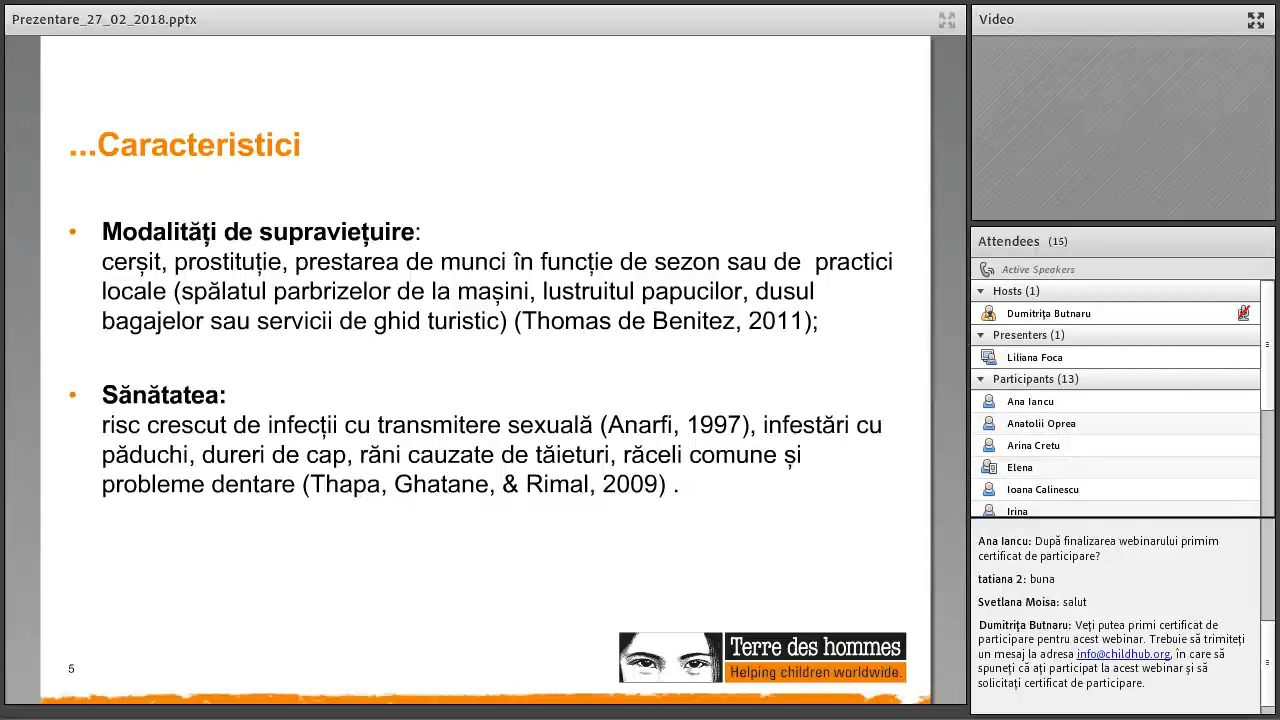 Prezentare_27_02_2018.pptx
...Caracteristici
• Modalități de supraviețuire:
cerșit, prostituție, prestarea de munci în funcție de sezon sau de practici
locale (spălatul parbrizelor de la mașini, lustruitul papucilor, dusul
bagajelor sau servicii de ghid turistic) (Thomas de Benitez, 2011);
• Sănătatea:
risc crescut de infecții cu transmitere sexuală (Anarfi, 1997), infestări cu
păduchi, dureri de cap, răni cauzate de tăieturi, răceli comune și
probleme dentare (Thapa, Ghatane, & Rimal, 2009) .
5
Terre des hommes
Helping children worldwide.
Video
Attendees (15)
Active Speakers
Hosts (1)
Dumitrița Butnaru
Presenters (1)
Liliana Foca
Participants (13)
Ana Iancu
Anatolii Oprea
Arina Cretu
Elena
Ioana Calinescu
Irina
Ana Iancu: După finalizarea webinarului primim
certificat de participare?
tatiana 2: buna
Svetlana Moisa: salut
Dumitrița Butnaru: Veți putea primi certificat de
participare pentru acest webinar. Trebuie să trimiteți
un mesaj la adresa info@childhub.org, în care să
spuneți că ați participat la acest webinar și să
solicitați certificat de participare.